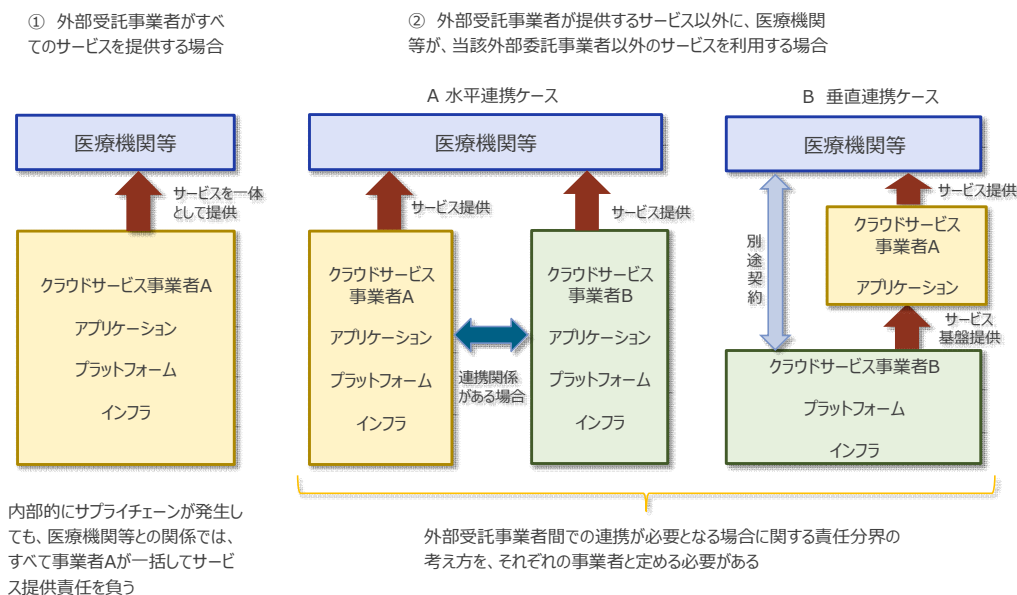 ① 外部受託事業者がすべ
てのサービスを提供する場合
② 外部受託事業者が提供するサービス以外に、医療機関
等が、当該外部委託事業者以外のサービスを利用する場合
A 水平連携ケース
B 垂直連携ケース
医療機関等
サービスを一体
として提供
クラウドサービス事業者A
アプリケーション
プラットフォーム
インフラ
医療機関等
サービス提供
サービス提供
クラウドサービス
事業者A
アプリケーション
プラットフォーム
インフラ
連携関係
がある場合
クラウドサービス
事業者B
アプリケーション
プラットフォーム
インフラ
医療機関等
別途契約
サービス提供
クラウドサービス
事業者A
アプリケーション
サービス
基盤提供
クラウドサービス事業者B
プラットフォーム
インフラ
内部的にサプライチェーンが発生し
ても、医療機関等との関係では、
すべて事業者Aが一括してサービ
ス提供責任を負う
外部受託事業者間での連携が必要となる場合に関する責任分界の
考え方を、それぞれの事業者と定める必要がある